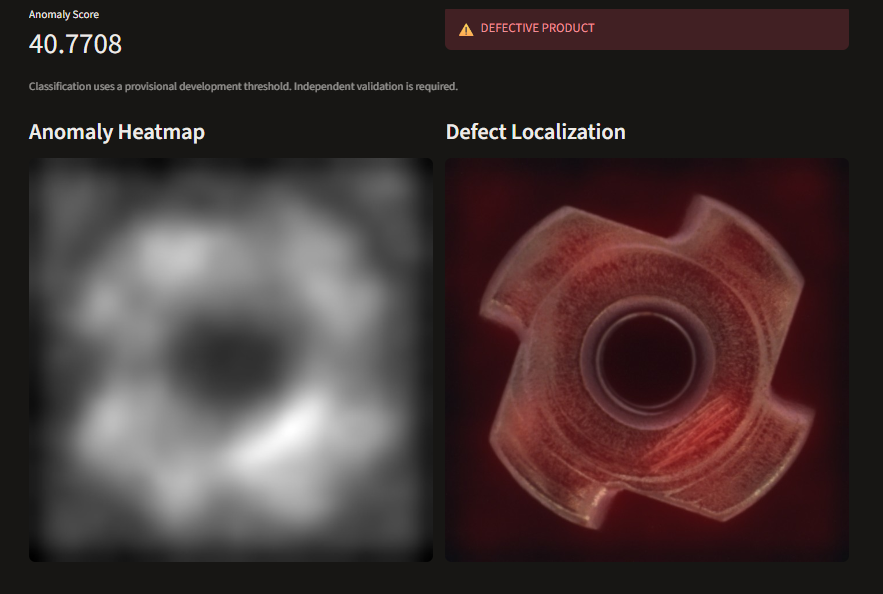 Anomaly Score
40.7708
⚠️ DEFECTIVE PRODUCT
Classification uses a provisional development threshold. Independent validation is required.
Anomaly Heatmap
Defect Localization